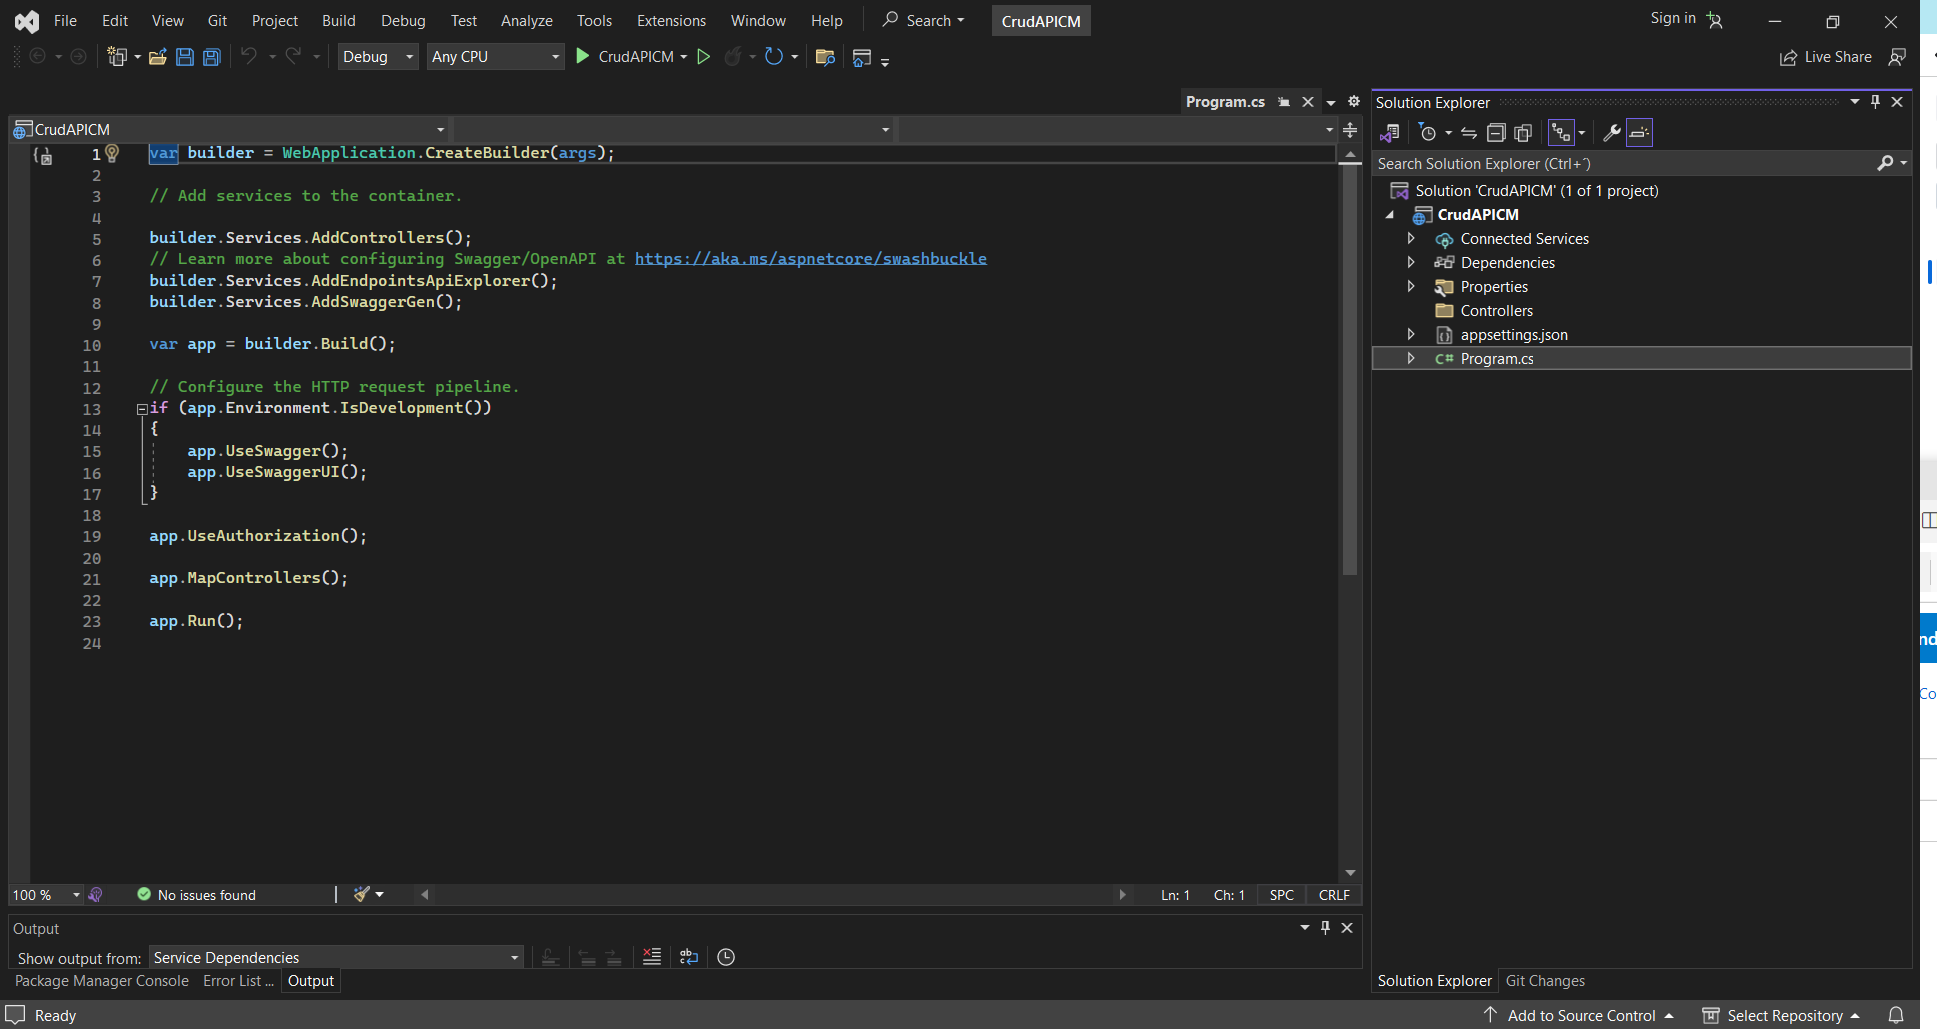 File Edit View Git Project Build Debug Test Analyze Tools Extensions Window Help Search CrudAPICM Sign in
Debug Any CPU CrudAPICM Live Share
Program.cs
CrudAPICM
1 var builder = WebApplication.CreateBuilder(args);
2
3 // Add services to the container.
4
5 builder.Services.AddControllers();
6 // Learn more about configuring Swagger/OpenAPI at https://aka.ms/aspnetcore/swashbuckle
7 builder.Services.AddEndpointsApiExplorer();
8 builder.Services.AddSwaggerGen();
9
10 var app = builder.Build();
11
12 // Configure the HTTP request pipeline.
13 if (app.Environment.IsDevelopment())
14 {
15 app.UseSwagger();
16 app.UseSwaggerUI();
17 }
18
19 app.UseAuthorization();
20
21 app.MapControllers();
22
23 app.Run();
24
100 % No issues found Ln: 1 Ch: 1 SPC CRLF
Output
Show output from: Service Dependencies
Package Manager Console Error List ... Output
Solution Explorer
Search Solution Explorer (Ctrl+´)
Solution 'CrudAPICM' (1 of 1 project)
CrudAPICM
Connected Services
Dependencies
Properties
Controllers
appsettings.json
C# Program.cs
Solution Explorer Git Changes
nd
Co
Ready Add to Source Control Select Repository